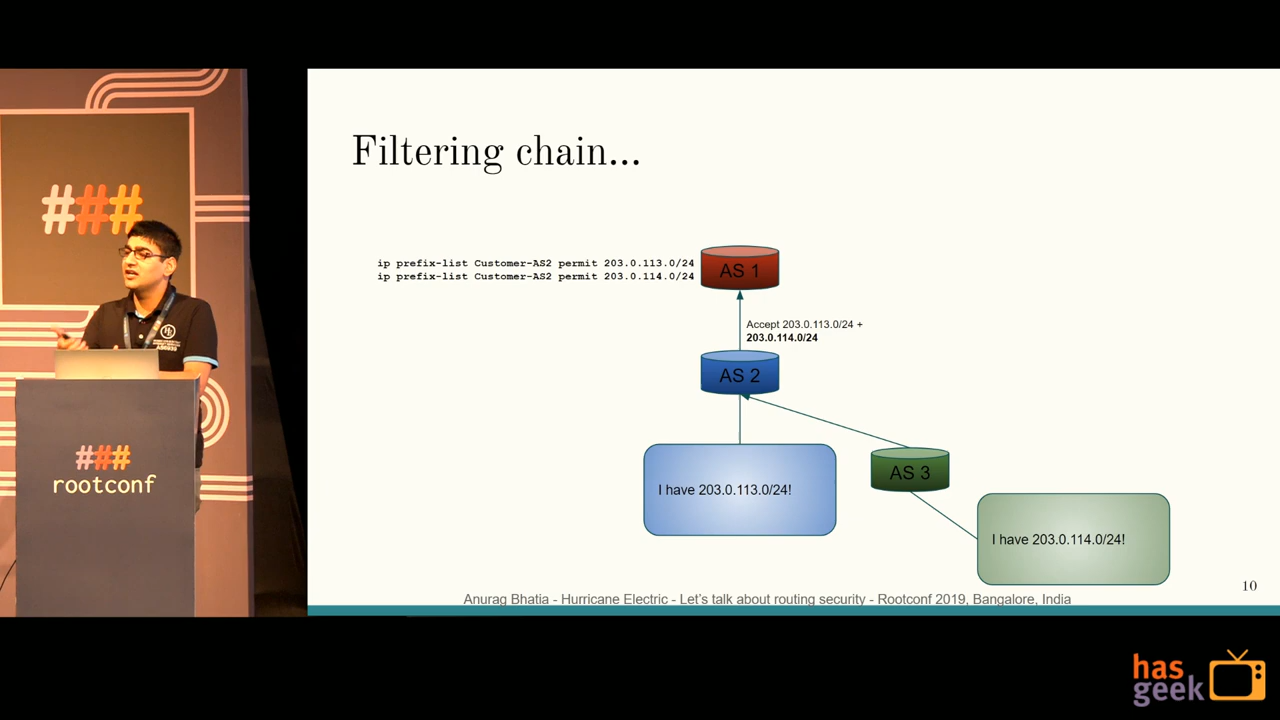 ###
###
rootconf
Filtering chain...
ip prefix-list Customer-AS2 permit 203.0.113.0/24
ip prefix-list Customer-AS2 permit 203.0.114.0/24
AS 1
Accept 203.0.113.0/24 +
203.0.114.0/24
AS 2
I have 203.0.113.0/24!
AS 3
I have 203.0.114.0/24!
10
Anurag Bhatia - Hurricane Electric - Let's talk about routing security - Rootconf 2019, Bangalore, India
has
geek